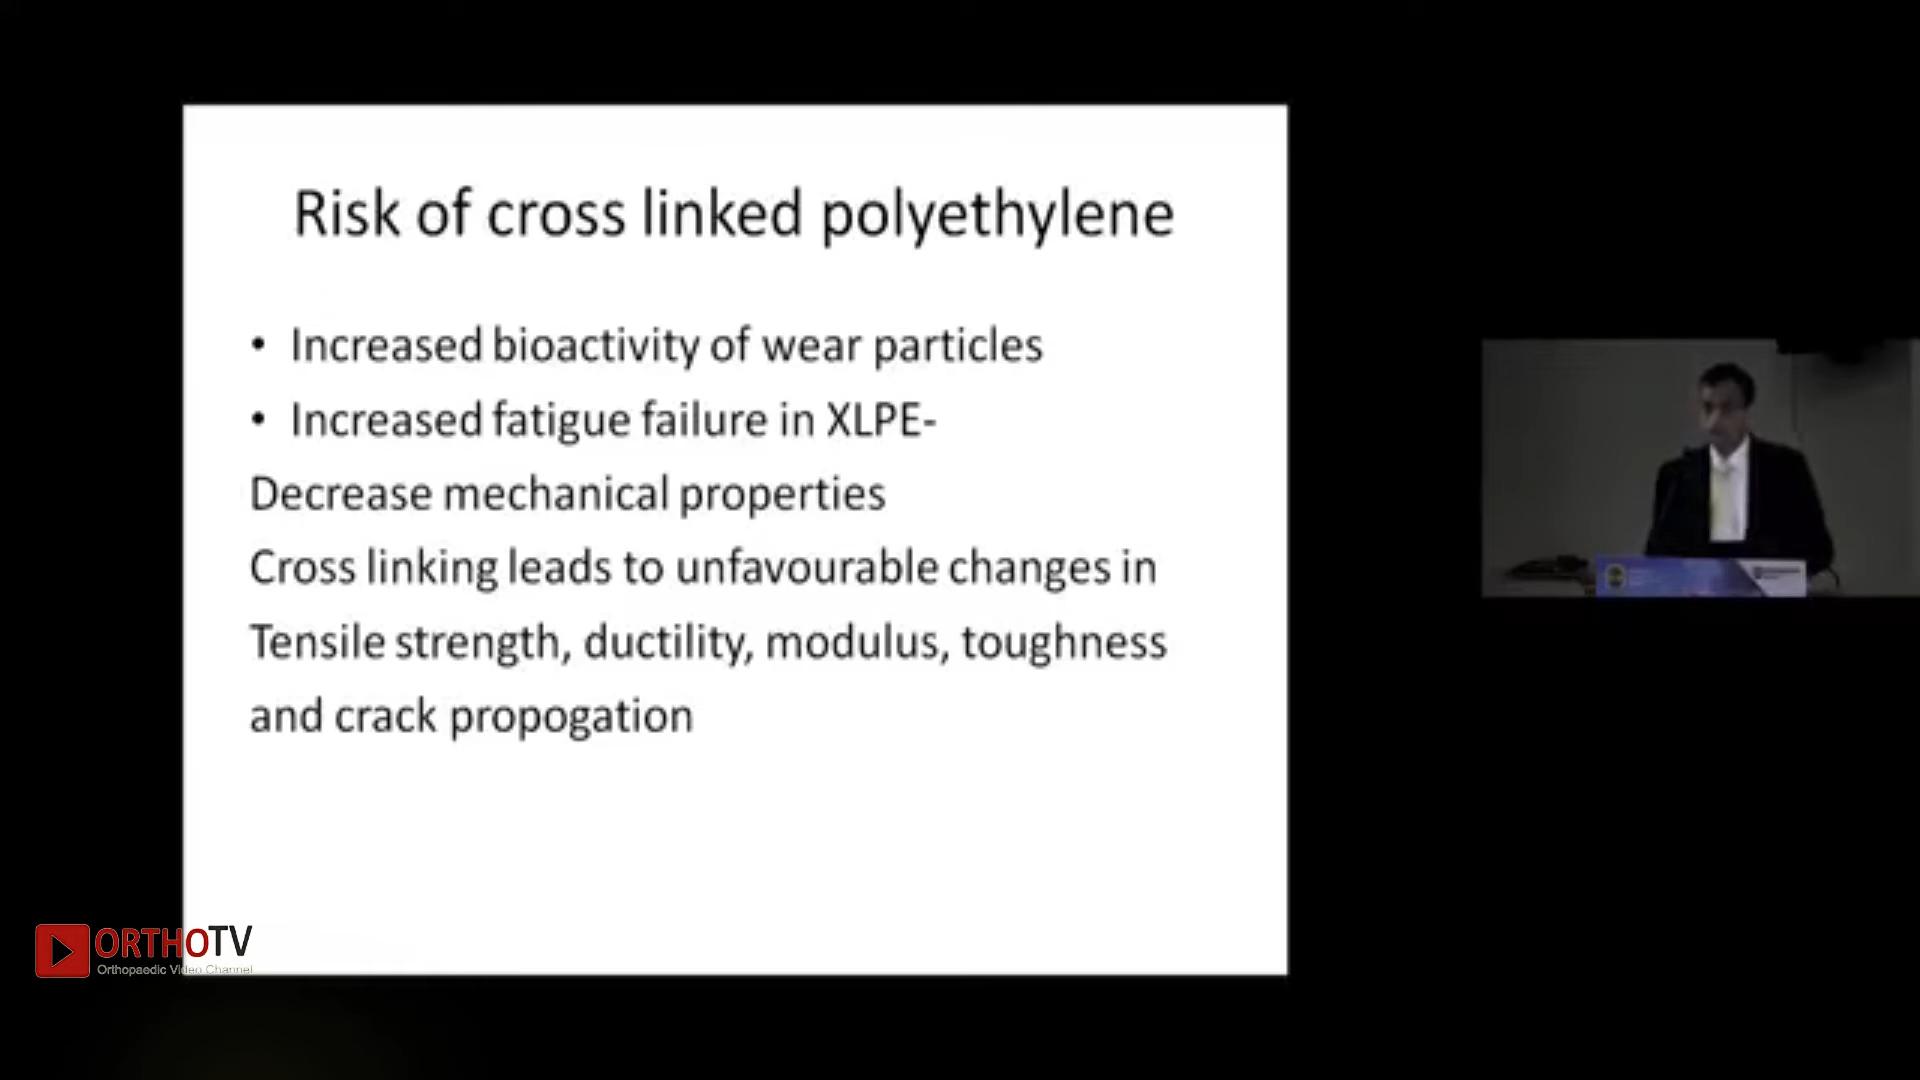 Risk of cross linked polyethylene
• Increased bioactivity of wear particles
• Increased fatigue failure in XLPE-
Decrease mechanical properties
Cross linking leads to unfavourable changes in
Tensile strength, ductility, modulus, toughness
and crack propogation
ORTHOTV
Orthopaedic Video Channel